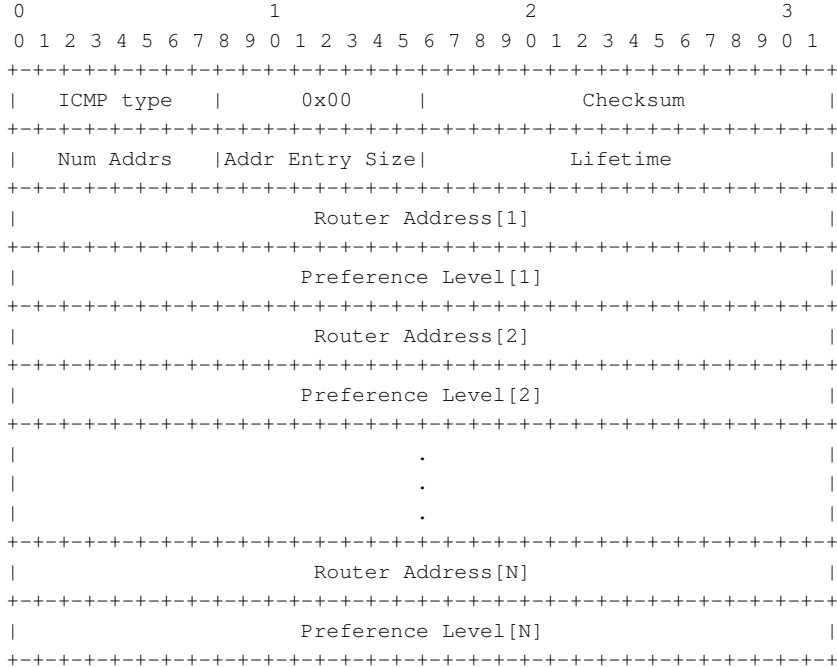 0                   1                   2                   3
0 1 2 3 4 5 6 7 8 9 0 1 2 3 4 5 6 7 8 9 0 1 2 3 4 5 6 7 8 9 0 1
+-+-+-+-+-+-+-+-+-+-+-+-+-+-+-+-+-+-+-+-+-+-+-+-+-+-+-+-+-+-+-+-+
|   ICMP type   |      0x00     |            Checksum           |
+-+-+-+-+-+-+-+-+-+-+-+-+-+-+-+-+-+-+-+-+-+-+-+-+-+-+-+-+-+-+-+-+
|   Num Addrs   |Addr Entry Size|           Lifetime            |
+-+-+-+-+-+-+-+-+-+-+-+-+-+-+-+-+-+-+-+-+-+-+-+-+-+-+-+-+-+-+-+-+
|                       Router Address[1]                       |
+-+-+-+-+-+-+-+-+-+-+-+-+-+-+-+-+-+-+-+-+-+-+-+-+-+-+-+-+-+-+-+-+
|                      Preference Level[1]                      |
+-+-+-+-+-+-+-+-+-+-+-+-+-+-+-+-+-+-+-+-+-+-+-+-+-+-+-+-+-+-+-+-+
|                       Router Address[2]                       |
+-+-+-+-+-+-+-+-+-+-+-+-+-+-+-+-+-+-+-+-+-+-+-+-+-+-+-+-+-+-+-+-+
|                      Preference Level[2]                      |
+-+-+-+-+-+-+-+-+-+-+-+-+-+-+-+-+-+-+-+-+-+-+-+-+-+-+-+-+-+-+-+-+
|                               .                               |
|                               .                               |
|                               .                               |
+-+-+-+-+-+-+-+-+-+-+-+-+-+-+-+-+-+-+-+-+-+-+-+-+-+-+-+-+-+-+-+-+
|                       Router Address[N]                       |
+-+-+-+-+-+-+-+-+-+-+-+-+-+-+-+-+-+-+-+-+-+-+-+-+-+-+-+-+-+-+-+-+
|                      Preference Level[N]                      |
+-+-+-+-+-+-+-+-+-+-+-+-+-+-+-+-+-+-+-+-+-+-+-+-+-+-+-+-+-+-+-+-+